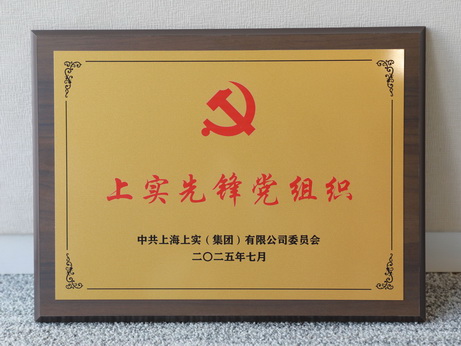 上实先锋党组织
中共上海上实（集团）有限公司委员会
二〇二五年七月